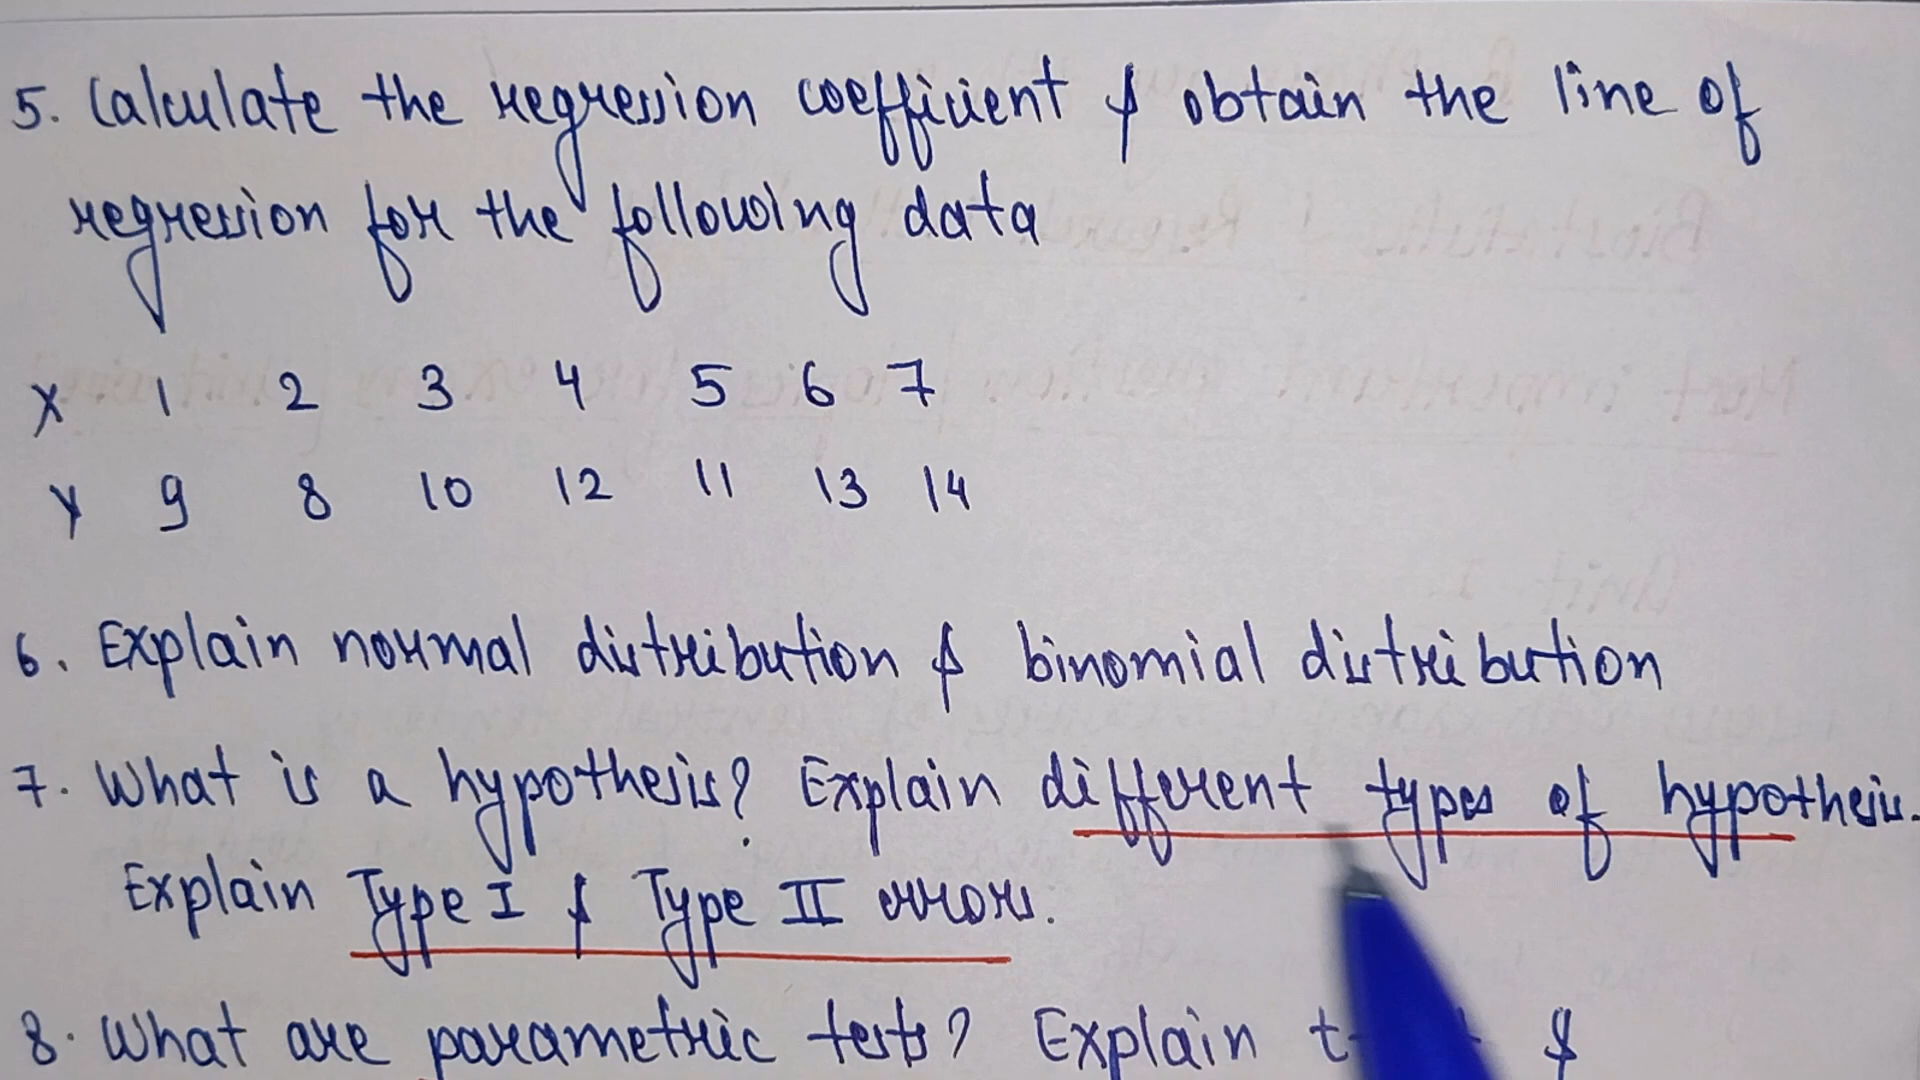 5. Calculate the regression coefficient & obtain the line of
regression for the following data
X 1 2 3 4 5 6 7
Y 9 8 10 12 11 13 14
6. Explain normal distribution & binomial distribution
7. What is a hypothesis? Explain different types of hypothesis.
Explain Type I & Type II errors.
8. What are parametric tests? Explain &